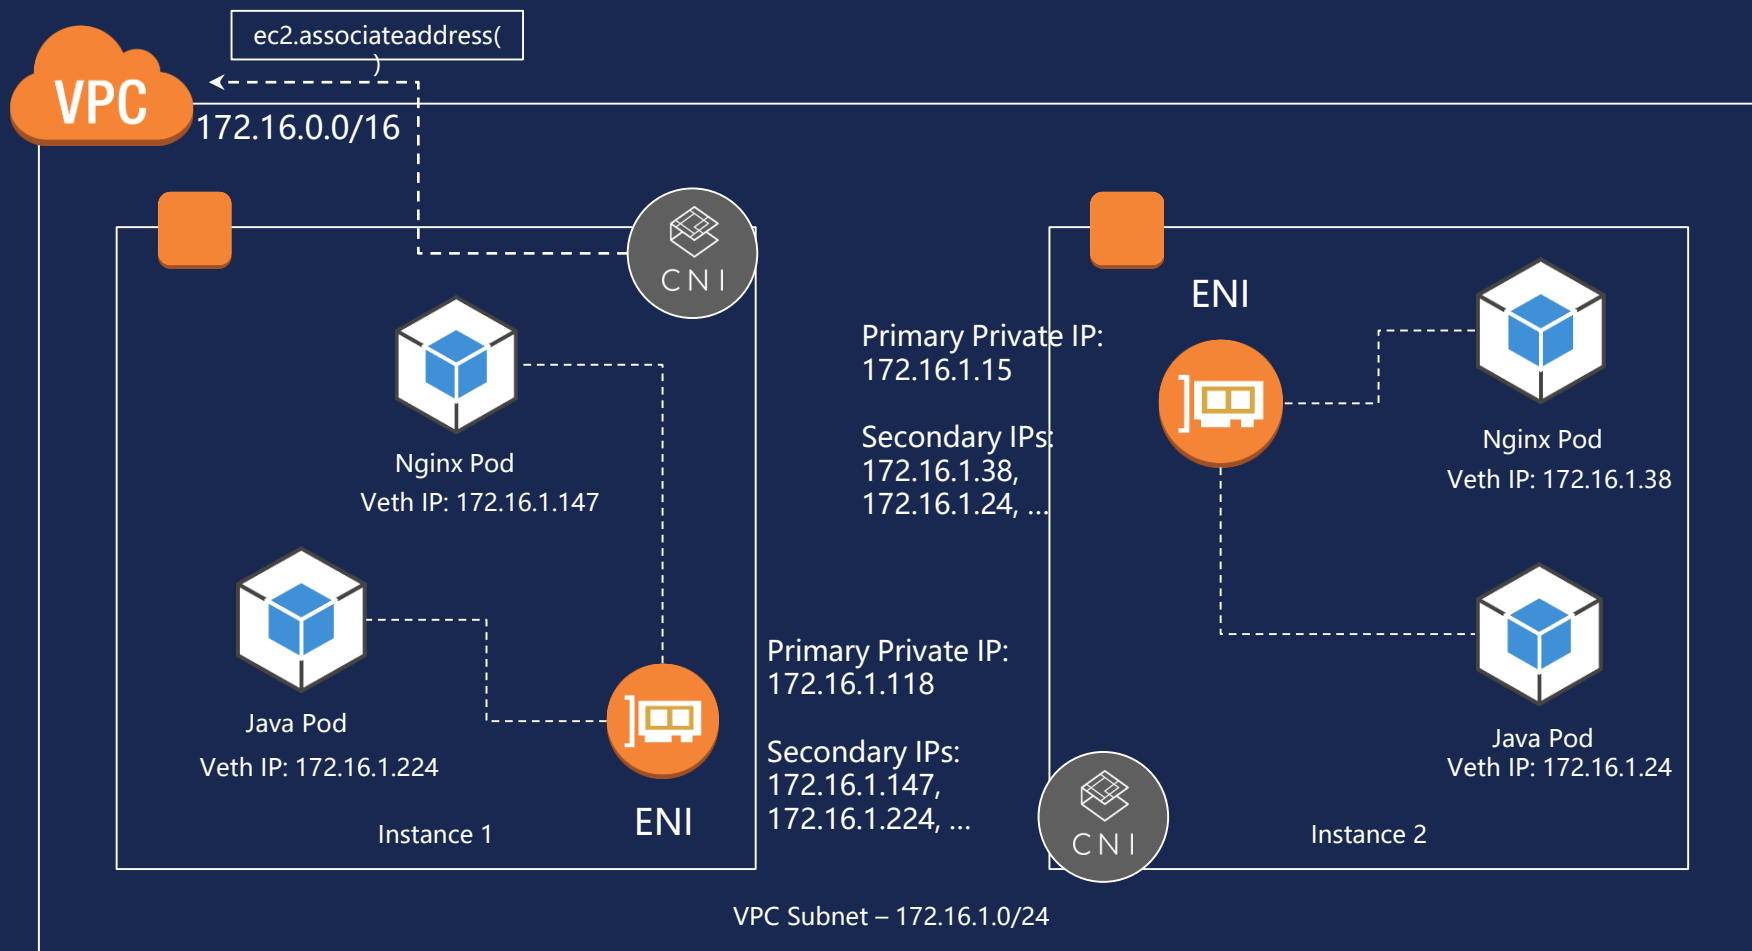 ec2.associateaddress(
)
VPC
172.16.0.0/16
CNI
Nginx Pod
Veth IP: 172.16.1.147
Java Pod
Veth IP: 172.16.1.224
ENI
Instance 1
Primary Private IP:
172.16.1.118
Secondary IPs:
172.16.1.147,
172.16.1.224, ...
ENI
Primary Private IP:
172.16.1.15
Secondary IPs:
172.16.1.38,
172.16.1.24, ...
Nginx Pod
Veth IP: 172.16.1.38
Java Pod
Veth IP: 172.16.1.24
CNI
Instance 2
VPC Subnet – 172.16.1.0/24